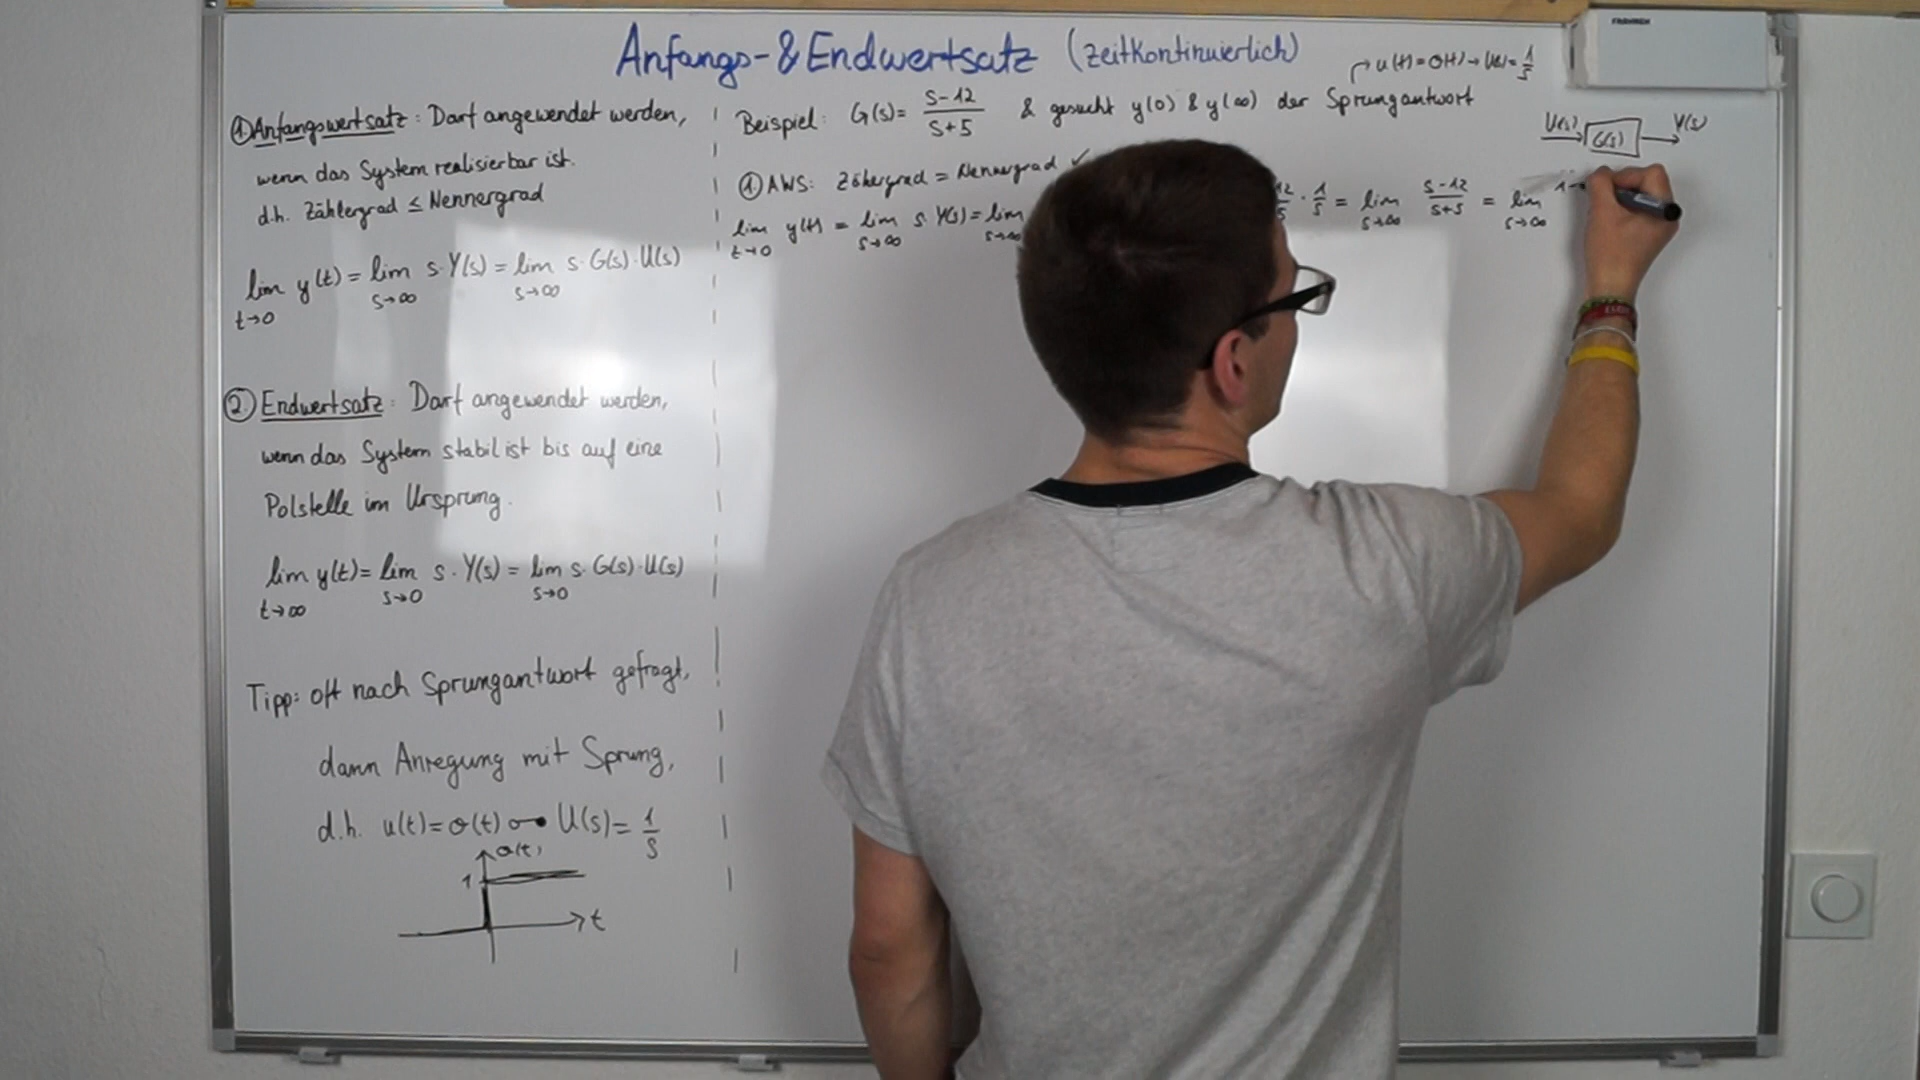 Anfangs- & Endwertsatz (zeitkontinuierlich)
① Anfangswertsatz: Darf angewendet werden,
wenn das System realisierbar ist.
d.h. Zählergrad ≤ Nennergrad
lim y(t) = lim s·Y(s) = lim s·G(s)·U(s)
t→0 s→∞ s→∞
② Endwertsatz: Darf angewendet werden,
wenn das System stabil ist bis auf eine
Polstelle im Ursprung.
lim y(t) = lim s·Y(s) = lim s·G(s)·U(s)
t→∞ s→0 s→0
Tipp: oft nach Sprungantwort gefragt,
dann Anregung mit Sprung,
d.h. u(t)=σ(t) ○—● U(s)= 1/s
σ(t)
1
t
u(t)=σ(t) → U(s)= 1/s
Beispiel: G(s)= (s-12)/(s+5) & gesucht y(0) & y(∞) der Sprungantwort
U(s) G(s) Y(s)
① AWS: Zählergrad = Nennergrad ✓
lim y(t) = lim s·Y(s) = lim 12/5 · 1/s = lim (s-12)/(s+5) = lim 1-
t→0 s→∞ s→∞ s→∞ s→∞